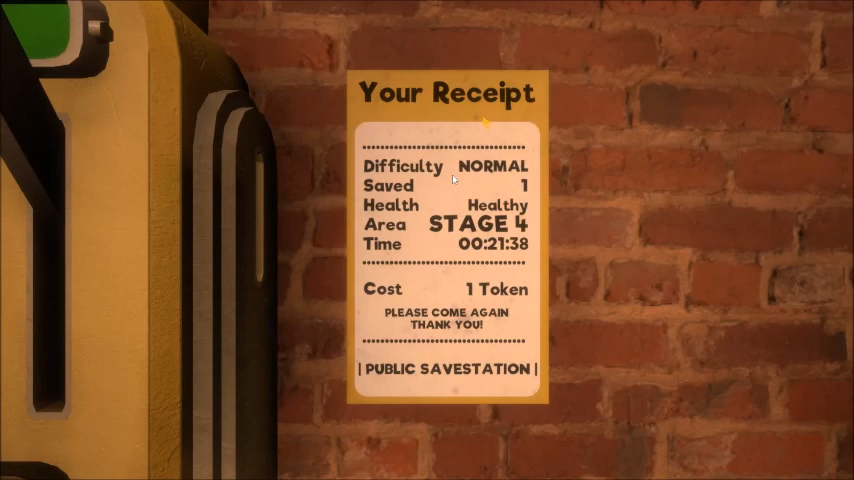 Your Receipt
Difficulty NORMAL
Saved 1
Health Healthy
Area STAGE 4
Time 00:21:38
Cost 1 Token
PLEASE COME AGAIN
THANK YOU!
| PUBLIC SAVESTATION |